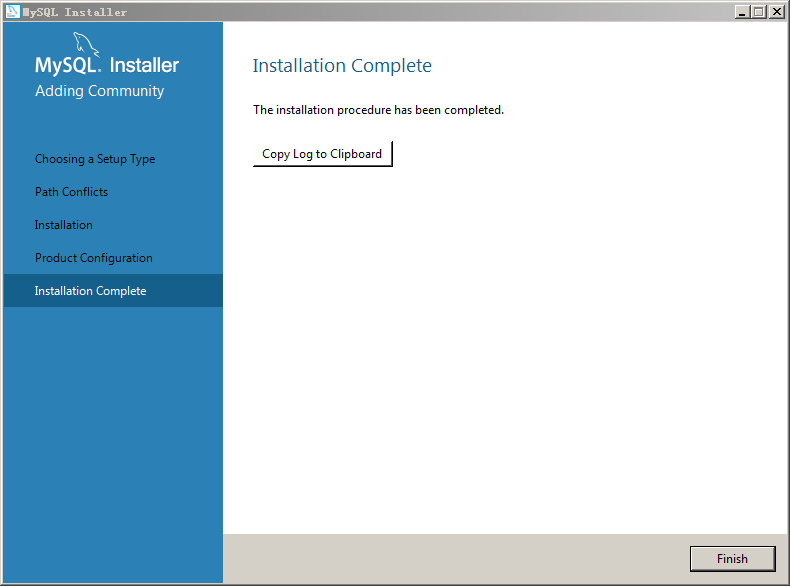 MySQL Installer
MySQL. Installer
Adding Community
Choosing a Setup Type
Path Conflicts
Installation
Product Configuration
Installation Complete
Installation Complete
The installation procedure has been completed.
Copy Log to Clipboard
Finish